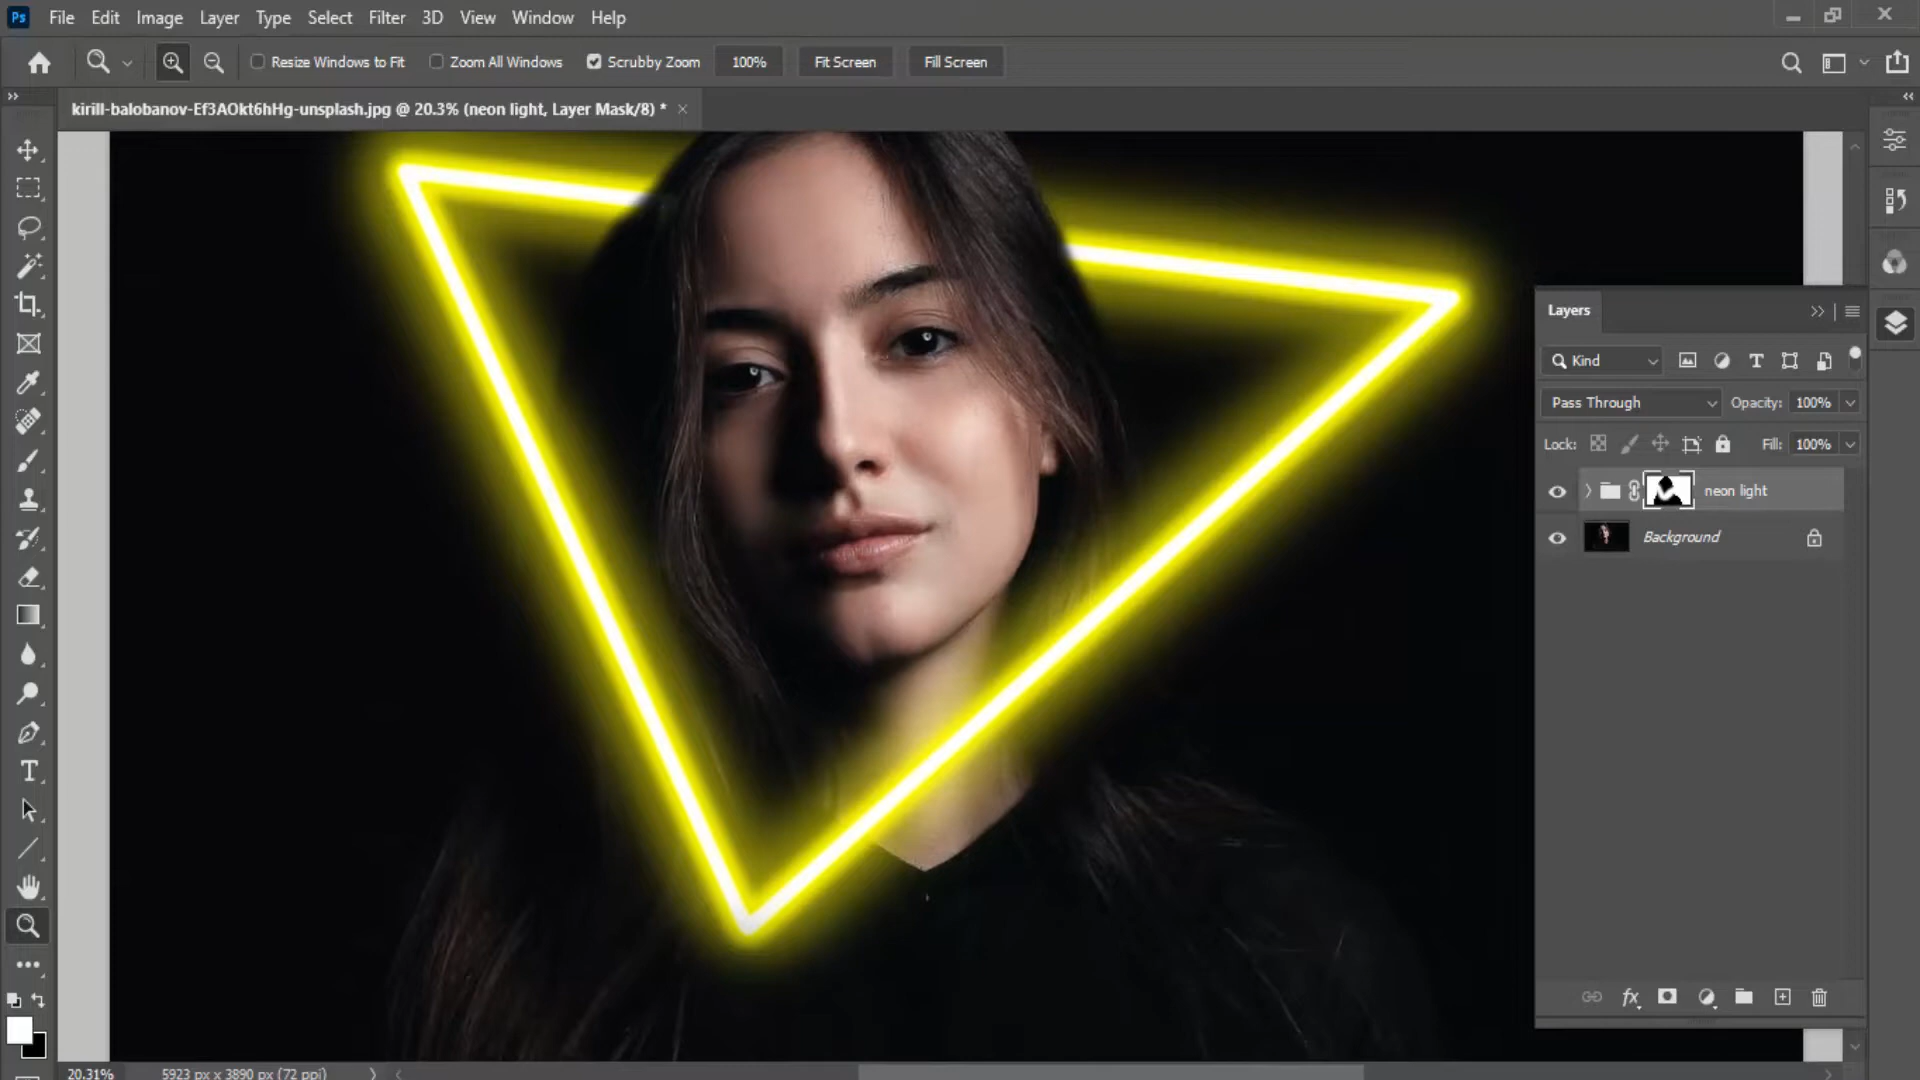 Ps File Edit Image Layer Type Select Filter 3D View Window Help
Resize Windows to Fit Zoom All Windows Scrubby Zoom 100% Fit Screen Fill Screen
kirill-balobanov-Ef3AOkt6hHg-unsplash.jpg @ 20.3% (neon light, Layer Mask/8) *
Layers
Kind
Pass Through Opacity: 100%
Lock: Fill: 100%
neon light
Background
fx
20.31% 5923 px x 3890 px (72 ppi)